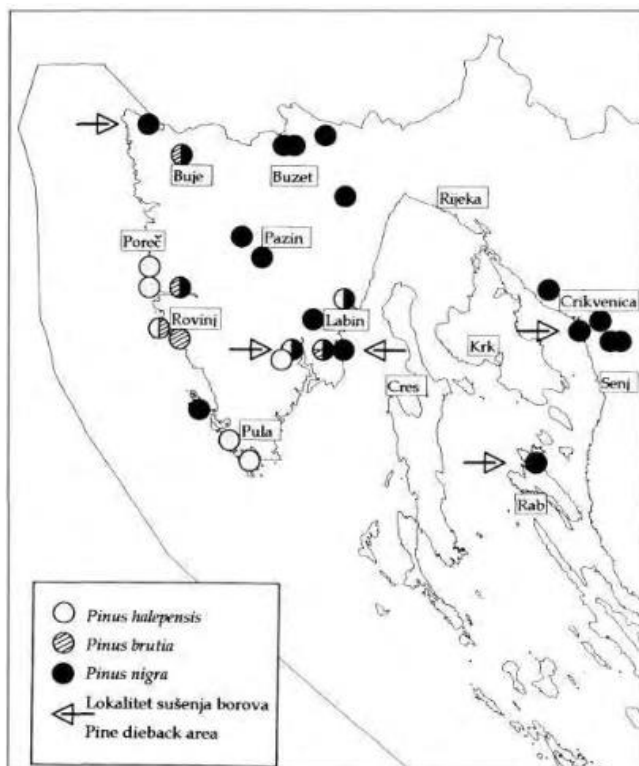 Buje
Buzet
Rijeka
Poreč
Pazin
Crikvenica
Rovinj
Labin
Krk
Cres
Senj
Pula
Rab
Pinus halepensis
Pinus brutia
Pinus nigra
Lokalitet sušenja borova
Pine dieback area